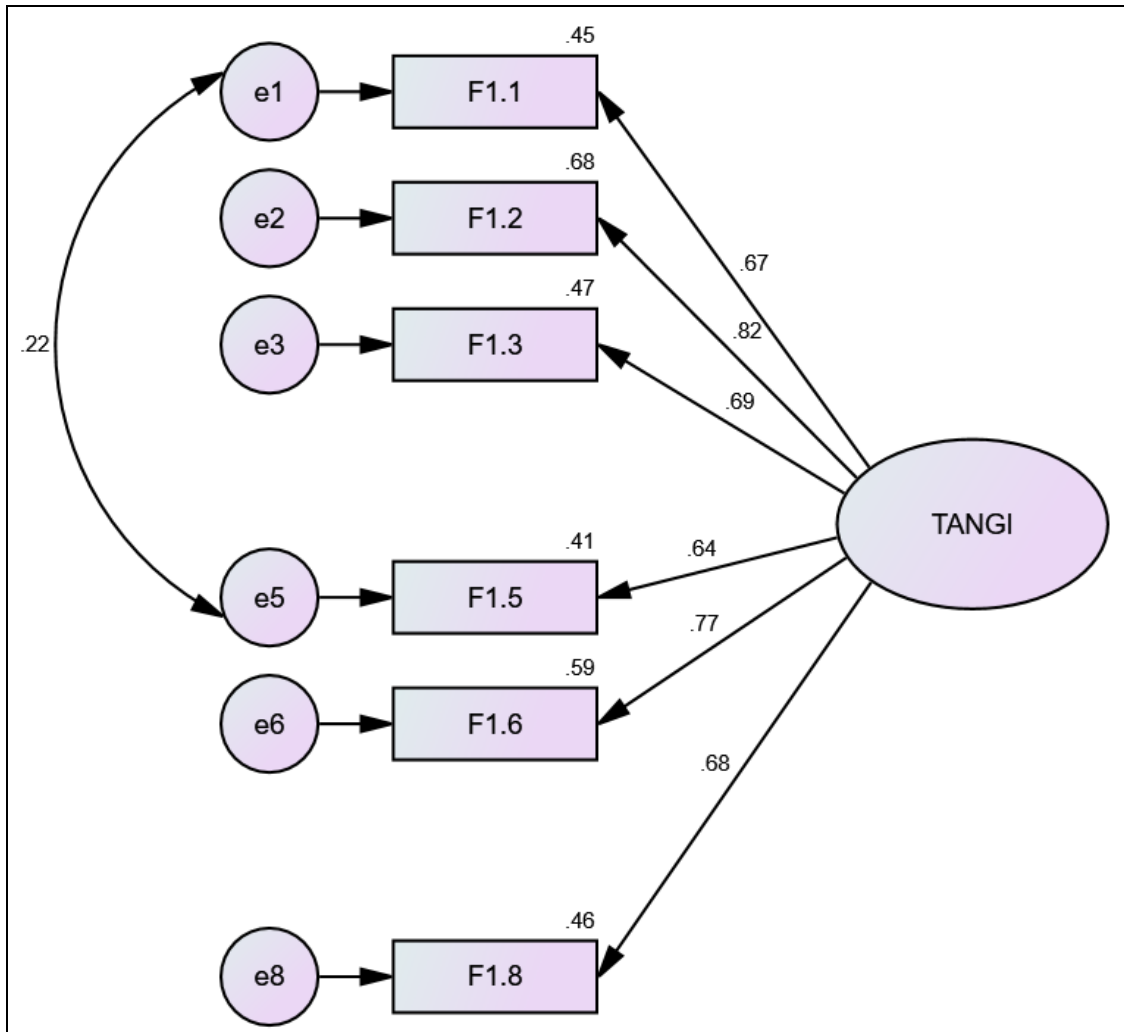 .45
e1
F1.1
.68
e2
F1.2
.67
.47
.82
e3
F1.3
.22
.69
TANGI
.41
.64
e5
F1.5
.77
.59
e6
F1.6
.68
.46
e8
F1.8